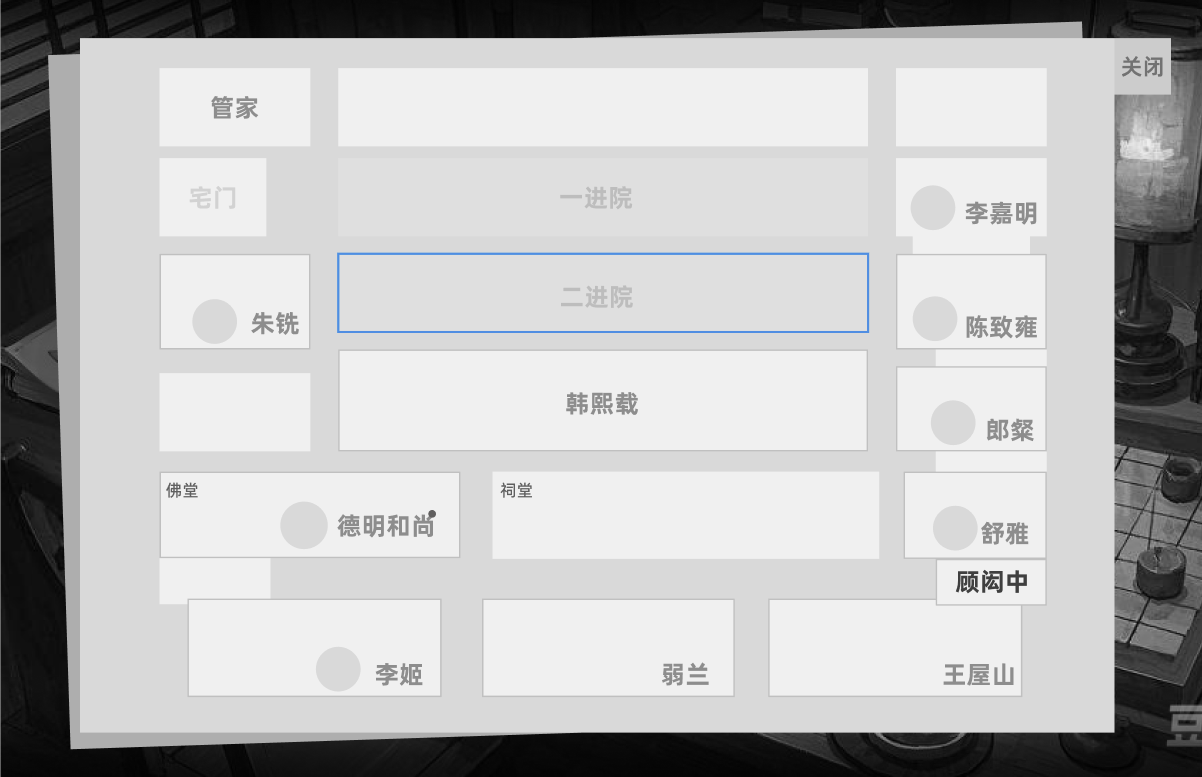 关闭
管家
宅门
一进院
李嘉明
朱铣
二进院
陈致雍
韩熙载
郎粲
佛堂
德明和尚
祠堂
舒雅
顾闳中
李姬
弱兰
王屋山
豆